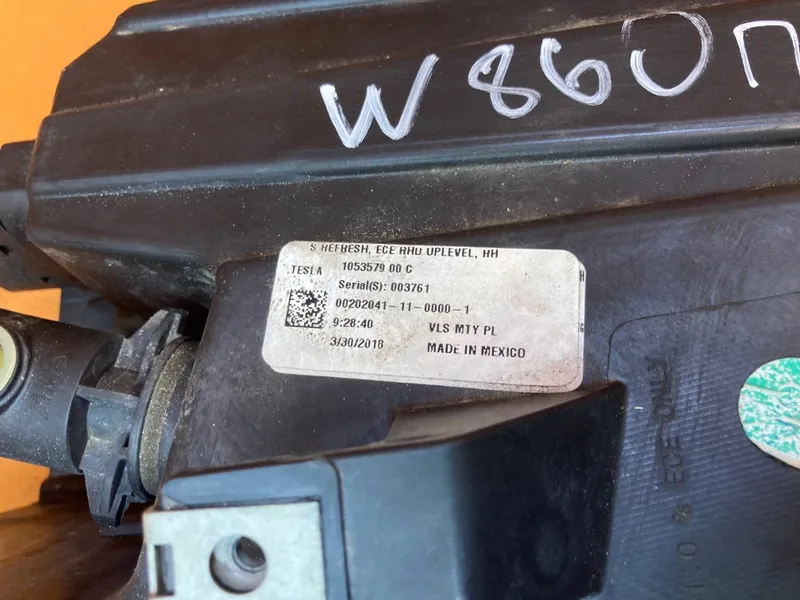 W860П
S REFRESH, ECE RHD UPLEVEL, RH
TESLA 1053579 00 C
Serial(S): 003761
00202041-11-0000-1
9:28:40 VLS MTY PL
3/30/2018 MADE IN MEXICO
ECE ONLY